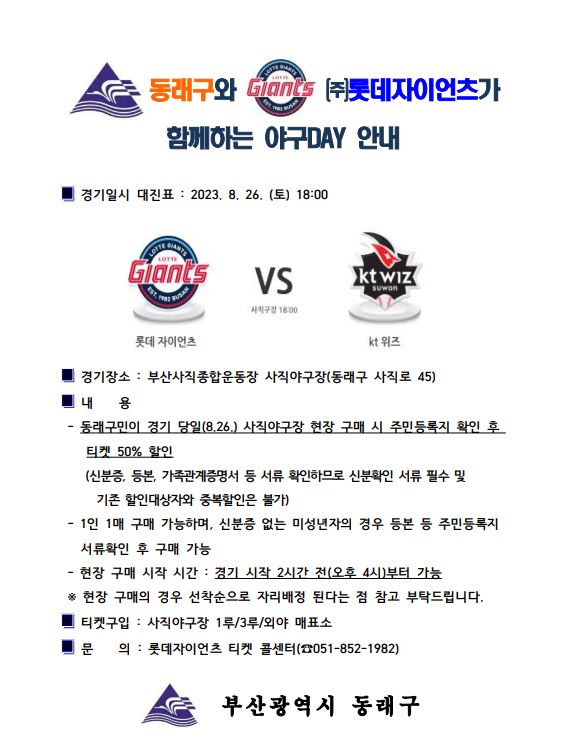 동래구와 LOTTE GIANTS Giants EST. 1982 BUSAN ㈜롯데자이언츠가
함께하는 야구DAY 안내
■ 경기일시 대진표 : 2023. 8. 26. (토) 18:00
LOTTE GIANTS
LOTTE
Giants
EST. 1982 BUSAN
VS
사직구장 18:00
kt wiz
suwon
롯데 자이언츠
kt 위즈
■ 경기장소 : 부산사직종합운동장 사직야구장(동래구 사직로 45)
■ 내 용
- 동래구민이 경기 당일(8.26.) 사직야구장 현장 구매 시 주민등록지 확인 후
티켓 50% 할인
(신분증, 등본, 가족관계증명서 등 서류 확인하므로 신분확인 서류 필수 및
기존 할인대상자와 중복할인은 불가)
- 1인 1매 구매 가능하며, 신분증 없는 미성년자의 경우 등본 등 주민등록지
서류확인 후 구매 가능
- 현장 구매 시작 시간 : 경기 시작 2시간 전(오후 4시)부터 가능
※ 현장 구매의 경우 선착순으로 자리배정 된다는 점 참고 부탁드립니다.
■ 티켓구입 : 사직야구장 1루/3루/외야 매표소
■ 문 의 : 롯데자이언츠 티켓 콜센터(☎051-852-1982)
부산광역시 동래구